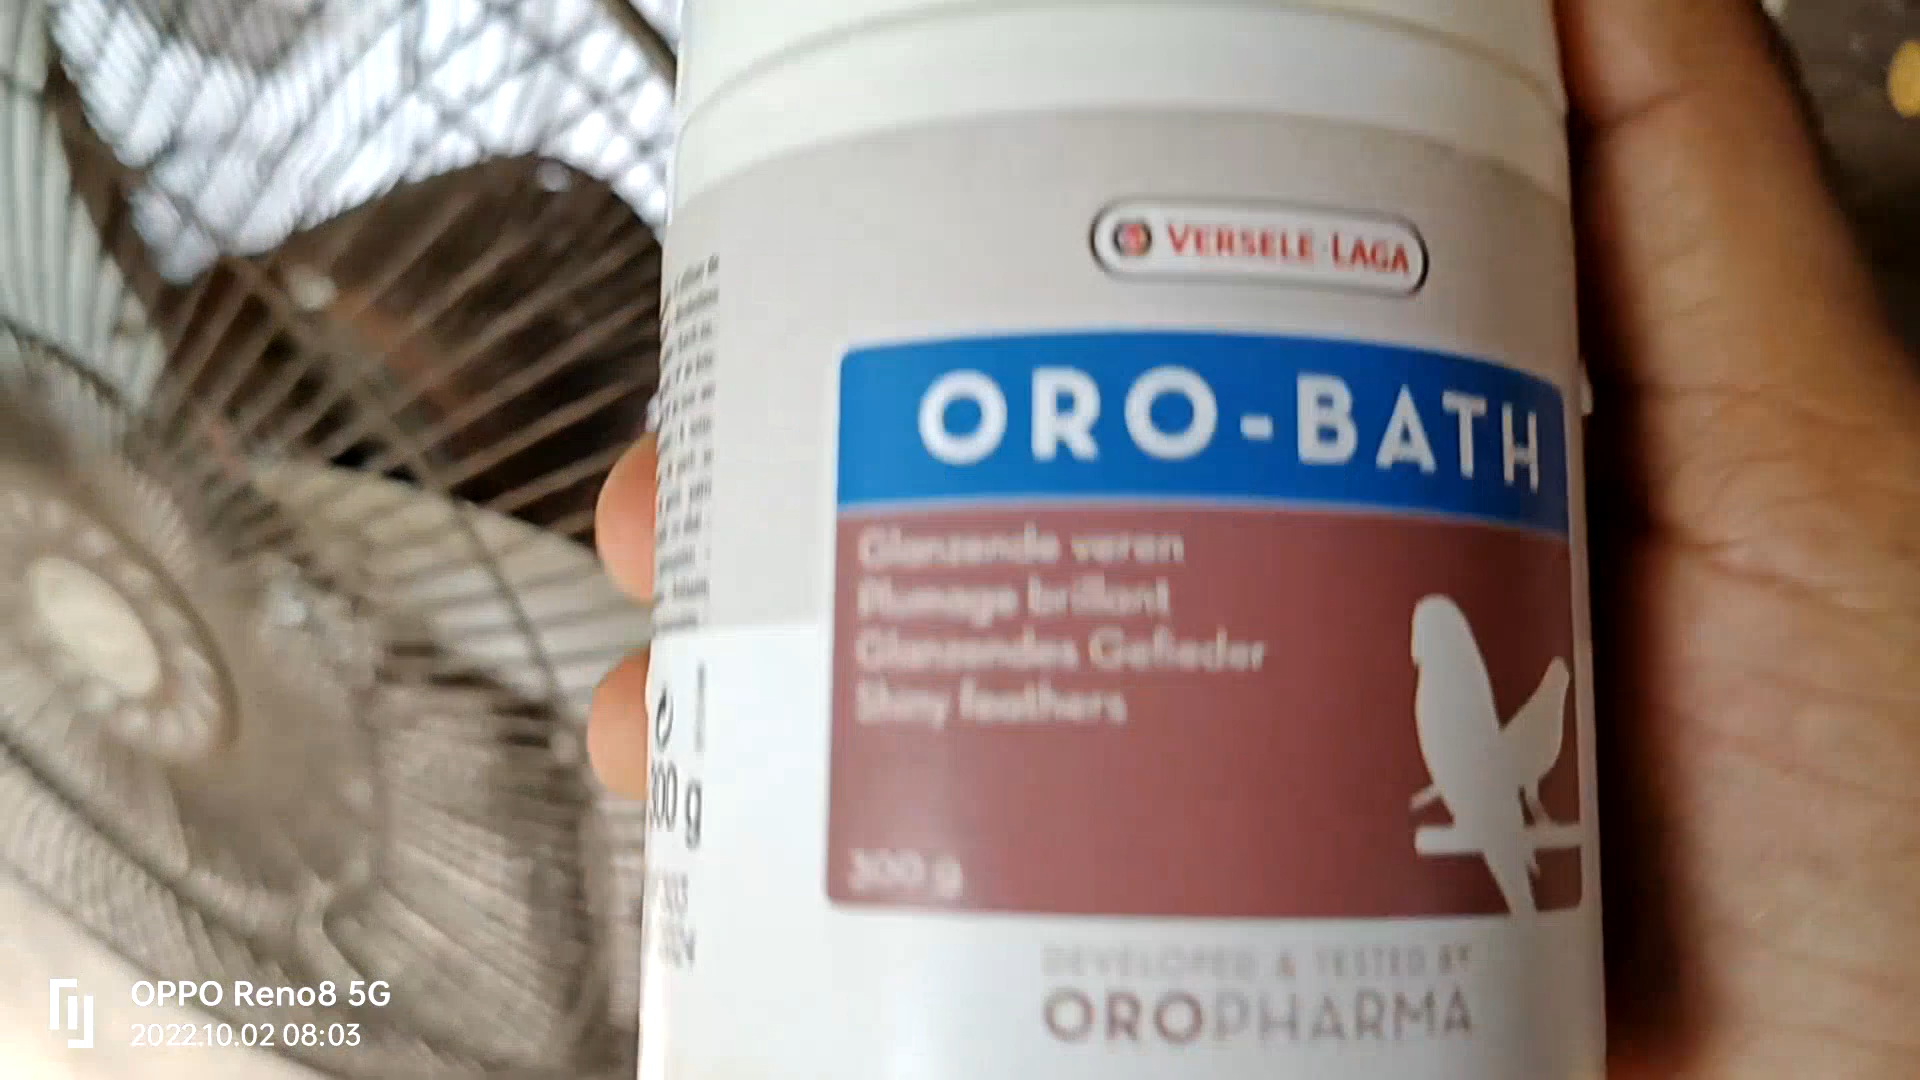 VERSELE-LAGA
ORO-BATH
Glanzende veren
Plumage brillant
Glanzendes Gefieder
Shiny feathers
300 g
300 g
DEVELOPED & TESTED BY
OROPHARMA
OPPO Reno8 5G
2022.10.02 08:03